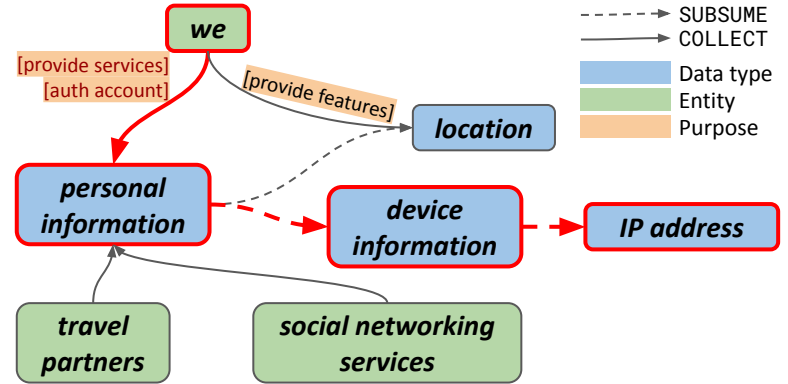 we
SUBSUME
COLLECT
[provide services]
[auth account]
[provide features]
Data type
Entity
Purpose
location
personal
information
device
information
IP address
travel
partners
social networking
services